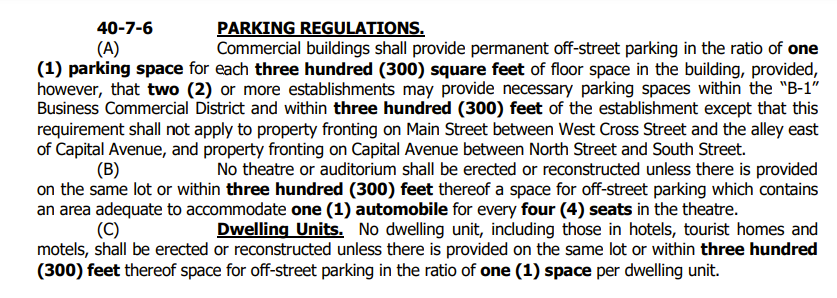 40-7-6 PARKING REGULATIONS.
(A) Commercial buildings shall provide permanent off-street parking in the ratio of one
(1) parking space for each three hundred (300) square feet of floor space in the building, provided,
however, that two (2) or more establishments may provide necessary parking spaces within the “B-1”
Business Commercial District and within three hundred (300) feet of the establishment except that this
requirement shall not apply to property fronting on Main Street between West Cross Street and the alley east
of Capital Avenue, and property fronting on Capital Avenue between North Street and South Street.
(B) No theatre or auditorium shall be erected or reconstructed unless there is provided
on the same lot or within three hundred (300) feet thereof a space for off-street parking which contains
an area adequate to accommodate one (1) automobile for every four (4) seats in the theatre.
(C) Dwelling Units. No dwelling unit, including those in hotels, tourist homes and
motels, shall be erected or reconstructed unless there is provided on the same lot or within three hundred
(300) feet thereof space for off-street parking in the ratio of one (1) space per dwelling unit.